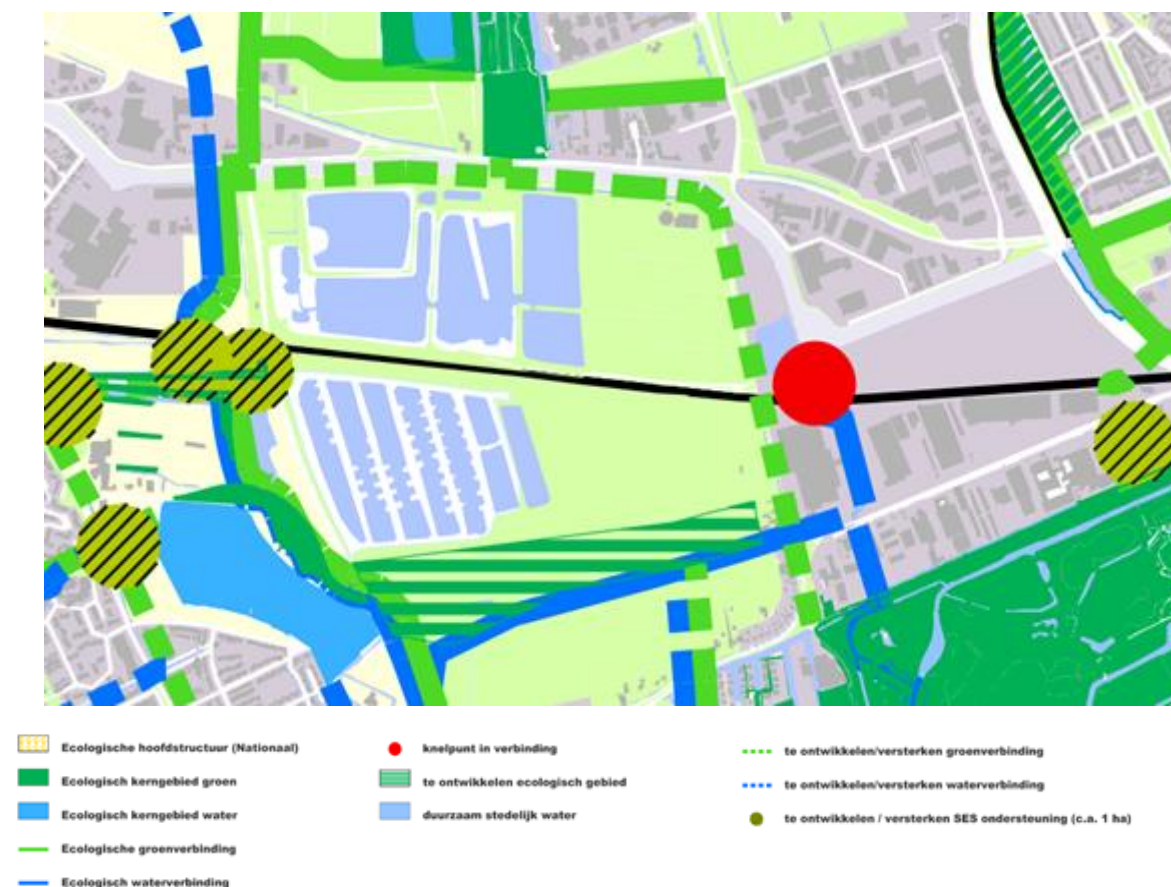 Ecologische hoofdstructuur (Nationaal)
Ecologisch kerngebied groen
Ecologisch kerngebied water
Ecologische groenverbinding
Ecologisch waterverbinding
knelpunt in verbinding
te ontwikkelen ecologisch gebied
duurzaam stedelijk water
te ontwikkelen/versterken groenverbinding
te ontwikkelen/versterken waterverbinding
te ontwikkelen / versterken SES ondersteuning (c.a. 1 ha)